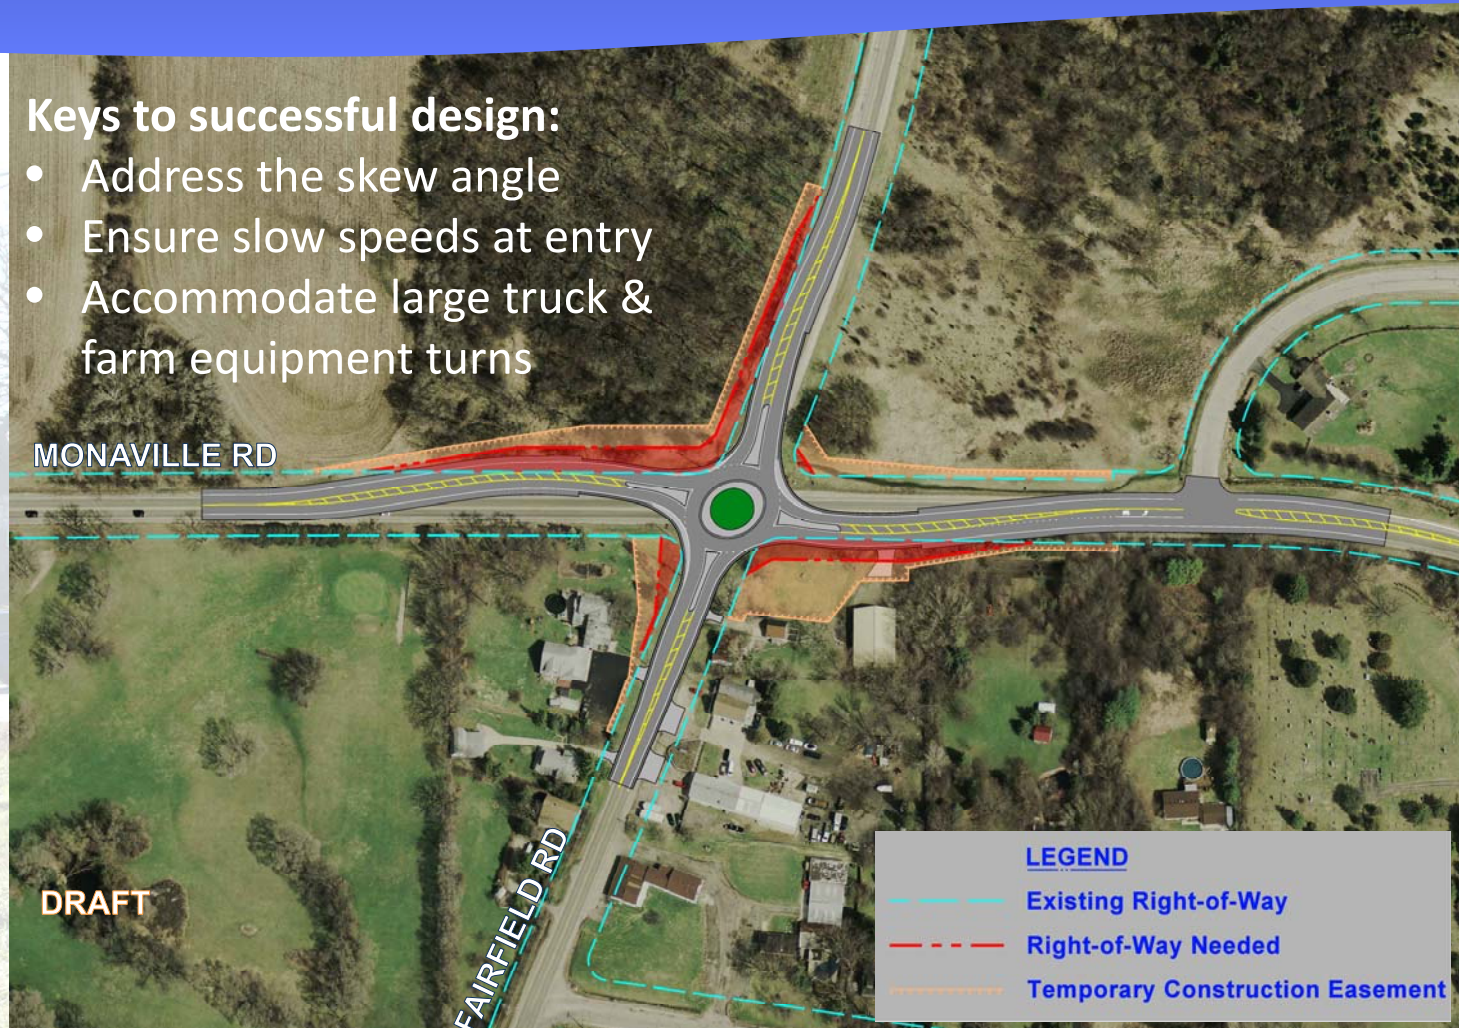 Keys to successful design:
• Address the skew angle
• Ensure slow speeds at entry
• Accommodate large truck &
farm equipment turns
MONAVILLE RD
DRAFT
FAIRFIELD RD
LEGEND
Existing Right-of-Way
Right-of-Way Needed
Temporary Construction Easement